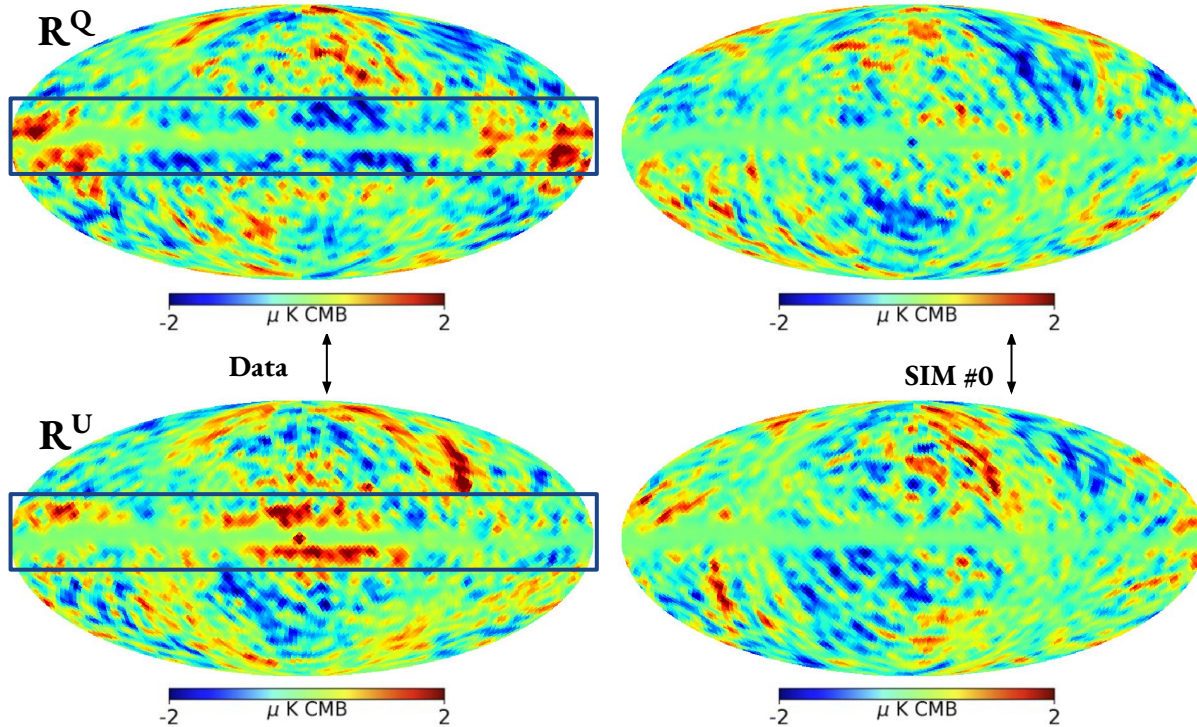 R^Q
-2 μ K CMB 2
-2 μ K CMB 2
Data
SIM #0
R^U
-2 μ K CMB 2
-2 μ K CMB 2